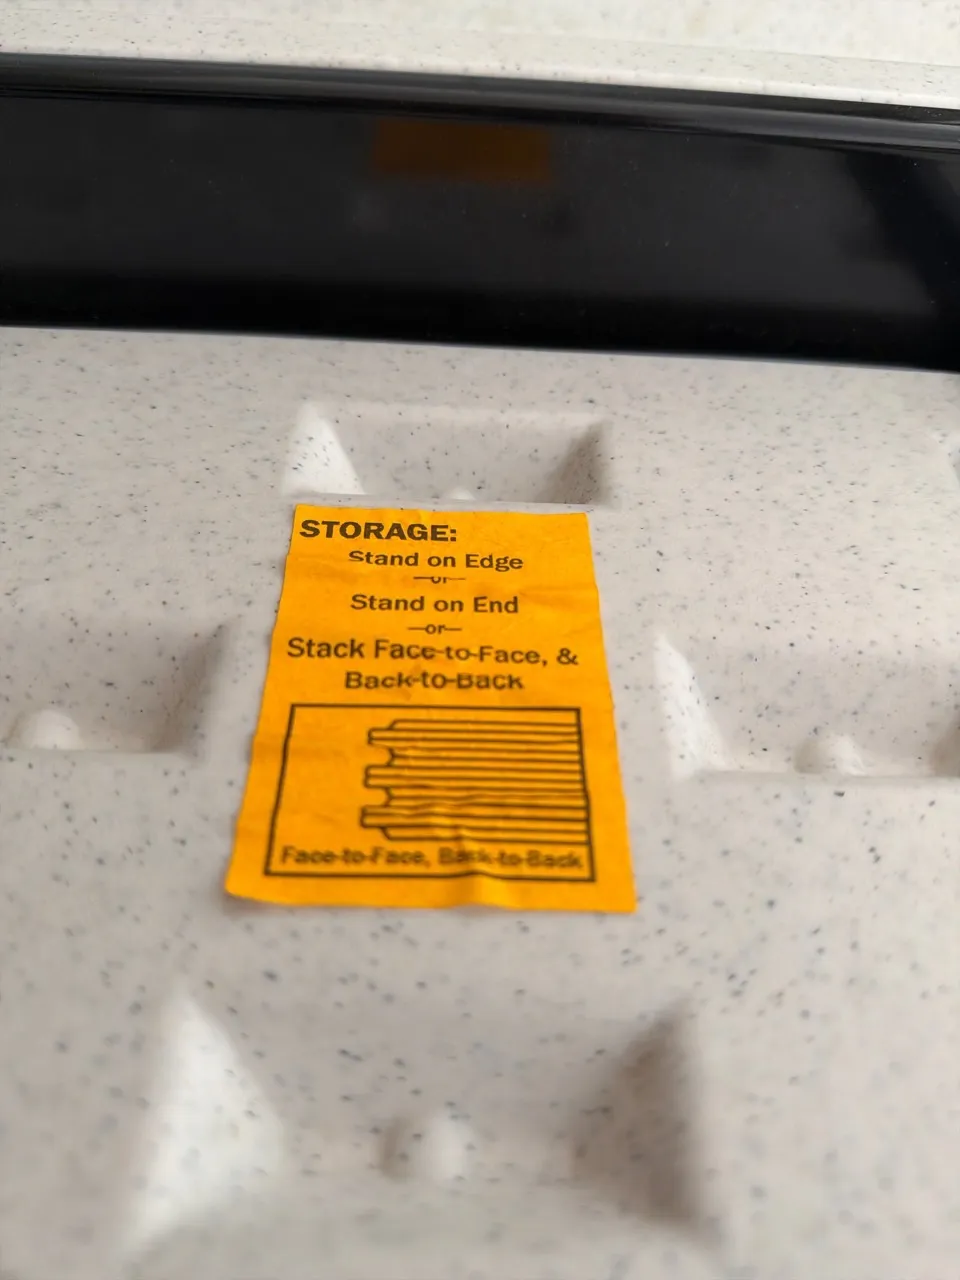 STORAGE:
Stand on Edge
—or—
Stand on End
—or—
Stack Face-to-Face, &
Back-to-Back
Face-to-Face, Back-to-Back